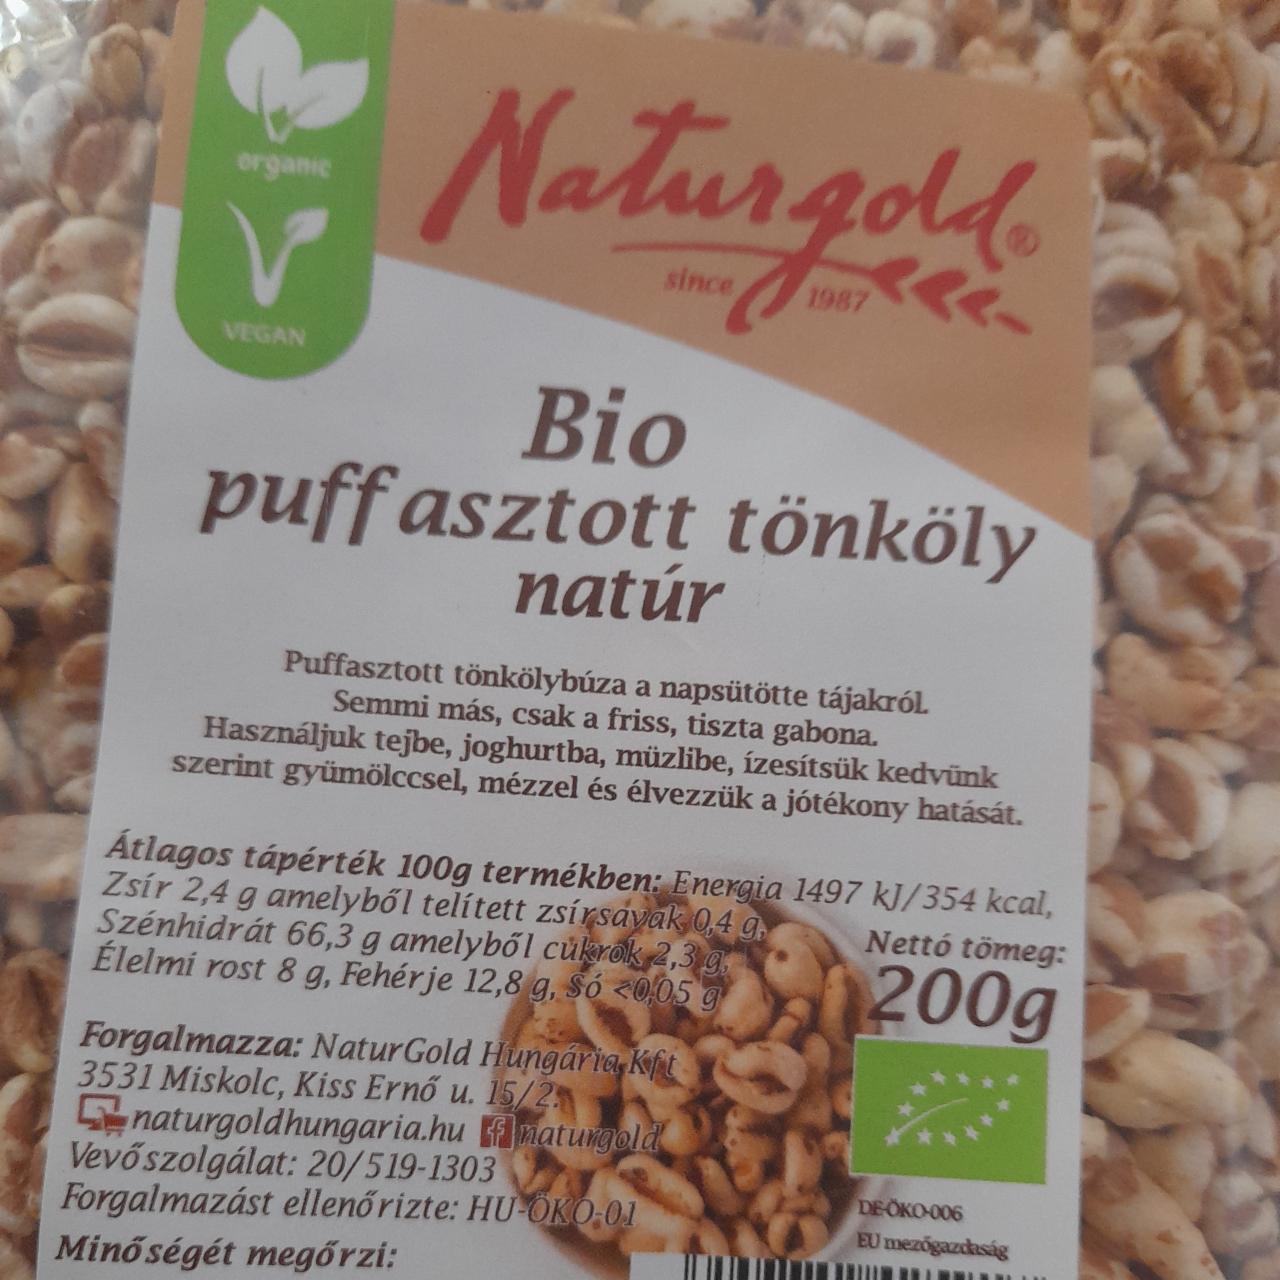 organic
VEGAN
Naturgold®
since 1987
Bio
puffasztott tönköly
natúr
Puffasztott tönkölybúza a napsütötte tájakról.
Semmi más, csak a friss, tiszta gabona.
Használjuk tejbe, joghurtba, müzlibe, ízesítsük kedvünk
szerint gyümölccsel, mézzel és élvezzük a jótékony hatását.
Átlagos tápérték 100g termékben: Energia 1497 kJ/354 kcal,
Zsír 2,4 g amelyből telített zsírsavak 0,4 g,
Szénhidrát 66,3 g amelyből cukrok 2,3 g,
Élelmi rost 8 g, Fehérje 12,8 g, Só <0,05 g
Nettó tömeg:
200g
Forgalmazza: NaturGold Hungária Kft
3531 Miskolc, Kiss Ernő u. 15/2.
naturgoldhungaria.hu f naturgold
Vevőszolgálat: 20/519-1303
Forgalmazást ellenőrizte: HU-ÖKO-01
Minőségét megőrzi:
DE-ÖKO-006
EU mezőgazdaság